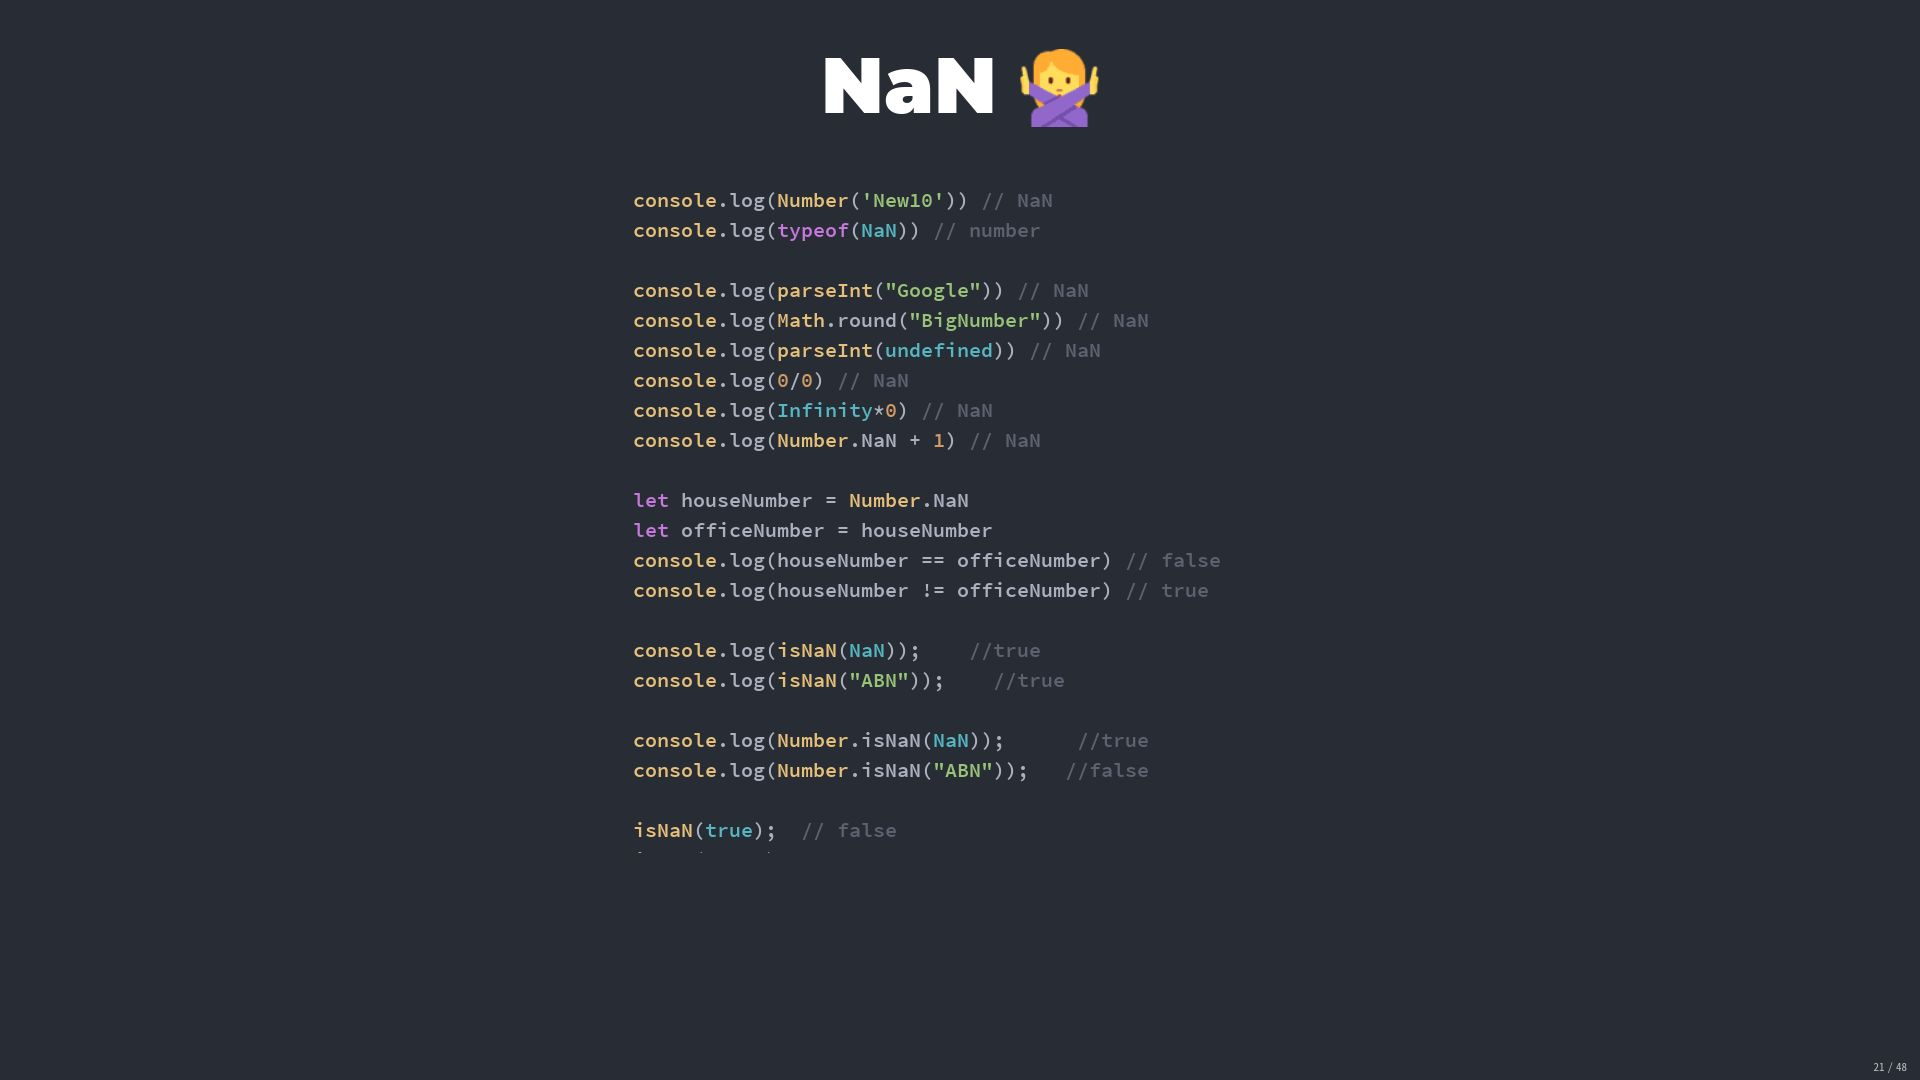 NaN
console.log(Number('New10')) // NaN
console.log(typeof(NaN)) // number
console.log(parseInt("Google")) // NaN
console.log(Math.round("BigNumber")) // NaN
console.log(parseInt(undefined)) // NaN
console.log(0/0) // NaN
console.log(Infinity*0) // NaN
console.log(Number.NaN + 1) // NaN
let houseNumber = Number.NaN
let officeNumber = houseNumber
console.log(houseNumber == officeNumber) // false
console.log(houseNumber != officeNumber) // true
console.log(isNaN(NaN));    //true
console.log(isNaN("ABN"));    //true
console.log(Number.isNaN(NaN));      //true
console.log(Number.isNaN("ABN"));   //false
isNaN(true);  // false
21 / 48